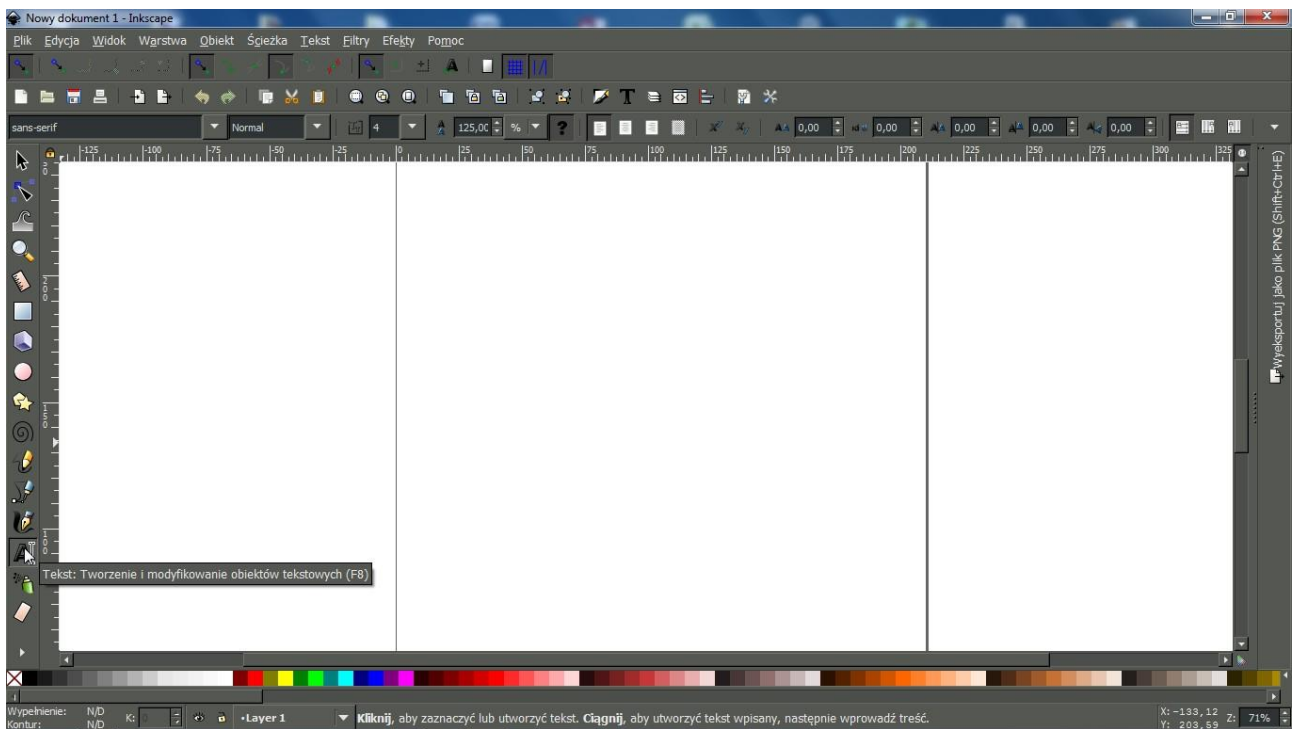 Nowy dokument 1 - Inkscape
Plik Edycja Widok Warstwa Obiekt Ścieżka Tekst Filtry Efekty Pomoc
sans-serif Normal 4 125,00 % ? 0,00 0,00 0,00 0,00 0,00
-125 -100 -75 -50 -25 0 25 50 75 100 125 150 175 200 225 250 275 300 325
Wyeksportuj jako plik PNG (Shift+Ctrl+E)
200
150
100
Tekst: Tworzenie i modyfikowanie obiektów tekstowych (F8)
Wypełnienie: N/D
Kontur: N/D
K: 0 •Layer 1 Kliknij, aby zaznaczyć lub utworzyć tekst. Ciągnij, aby utworzyć tekst wpisany, następnie wprowadź treść.
X: -133,12
Y: 203,59
Z: 71%